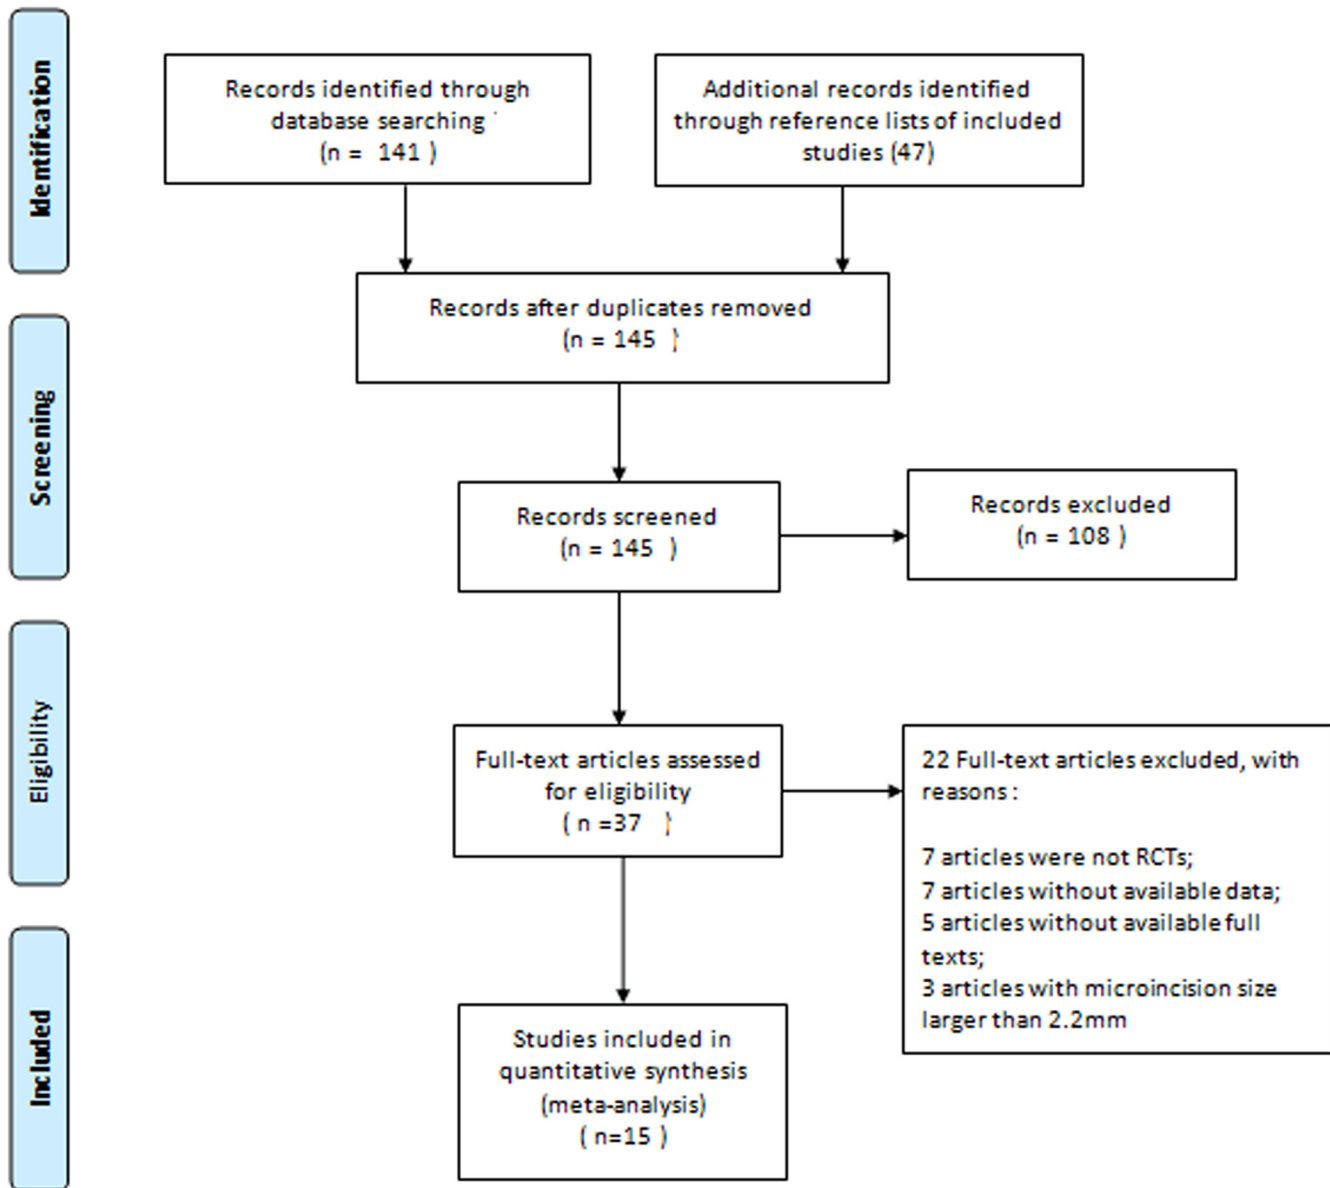 Identification
Records identified through
database searching
(n = 141 )
Additional records identified
through reference lists of included
studies (47)
Records after duplicates removed
(n = 145 )
Screening
Records screened
(n = 145 )
Records excluded
(n = 108 )
Eligibility
Full-text articles assessed
for eligibility
( n =37 )
22 Full-text articles excluded, with
reasons :
7 articles were not RCTs;
7 articles without available data;
5 articles without available full
texts;
3 articles with microincision size
larger than 2.2mm
Included
Studies included in
quantitative synthesis
(meta-analysis)
( n=15 )